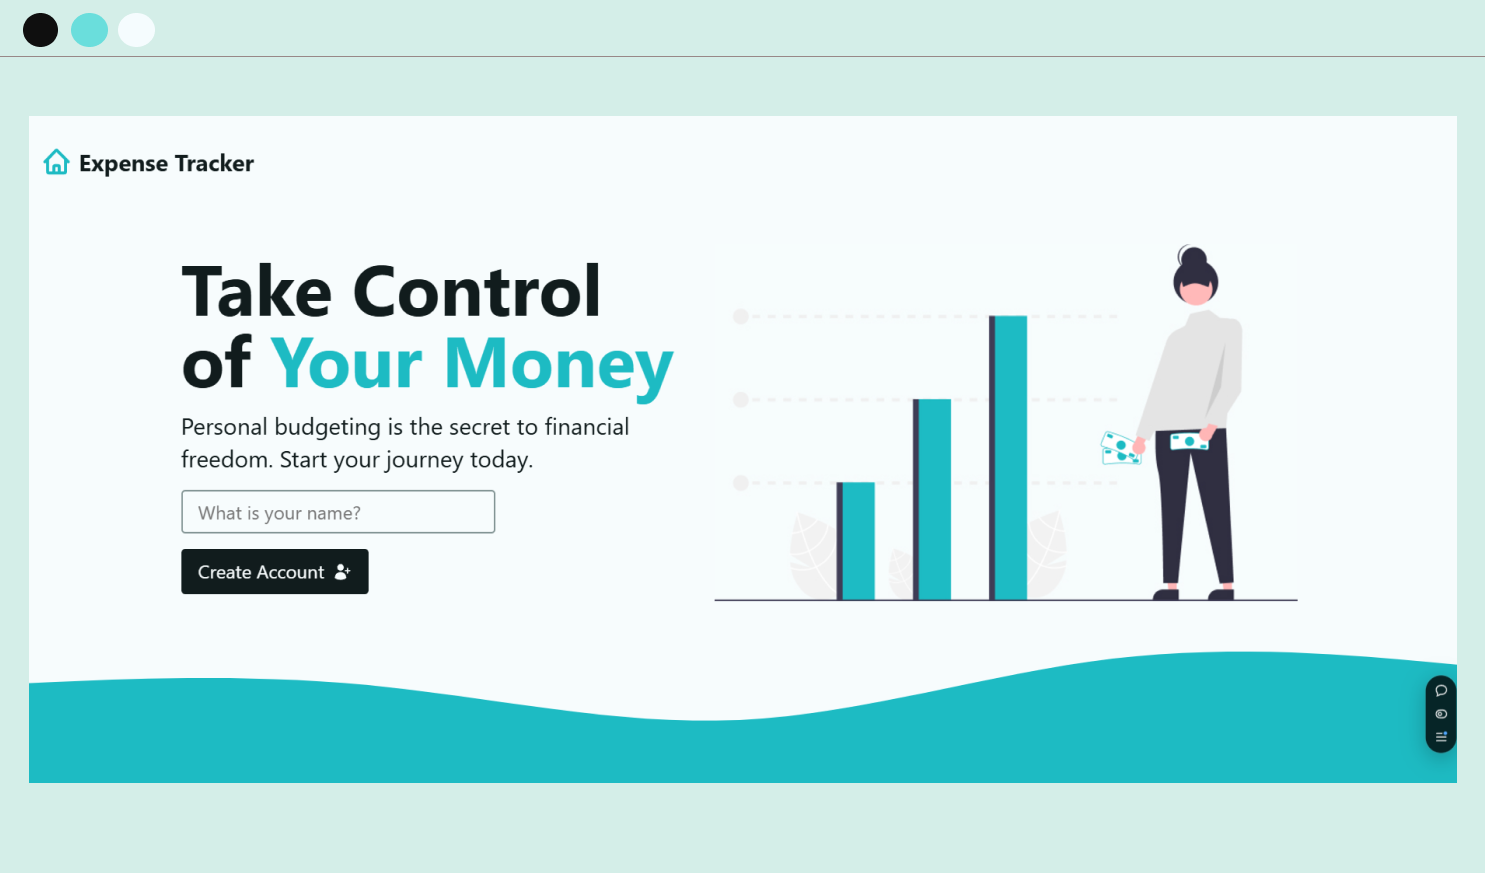 Expense Tracker
Take Control
of Your Money
Personal budgeting is the secret to financial
freedom. Start your journey today.
What is your name?
Create Account